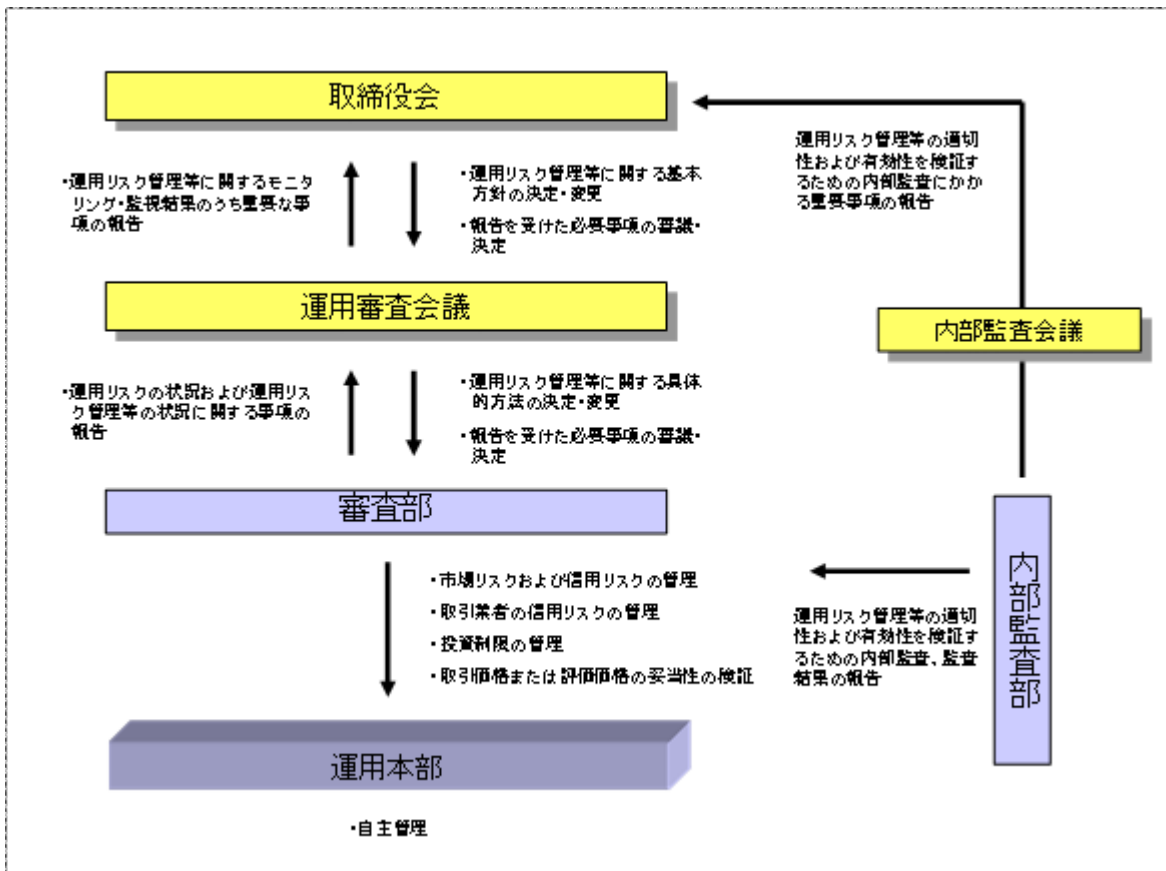 取締役会
・運用リスク管理等に関するモニタ
リング・監視結果のうち重要な事
項の報告
・運用リスク管理等に関する基本
方針の決定・変更
・報告を受けた必要事項の審議・
決定
運用リスク管理等の適切
性および有効性を検証す
るための内部監査にかか
る重要事項の報告
運用審査会議
内部監査会議
・運用リスクの状況および運用リス
ク管理等の状況に関する事項の
報告
・運用リスク管理等に関する具体
的方法の決定・変更
・報告を受けた必要事項の審議・
決定
審査部
・市場リスクおよび信用リスクの管理
・取引業者の信用リスクの管理
・投資制限の管理
・取引価格または評価価格の妥当性の検証
運用リスク管理等の適切
性および有効性を検証す
るための内部監査、監査
結果の報告
内部監査部
運用本部
・自主管理